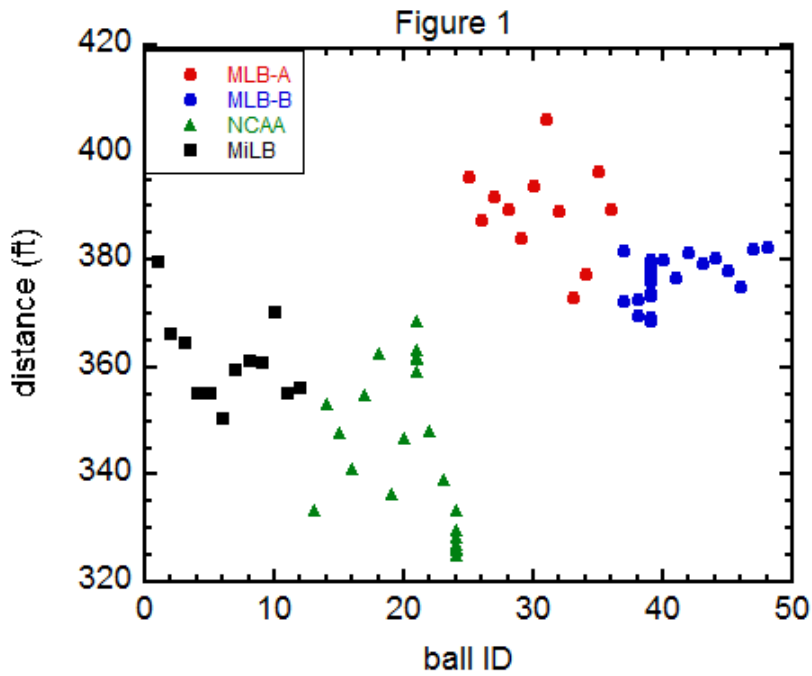 Figure 1
420
400
380
360
340
320
distance (ft)
MLB-A
MLB-B
NCAA
MiLB
0 10 20 30 40 50
ball ID